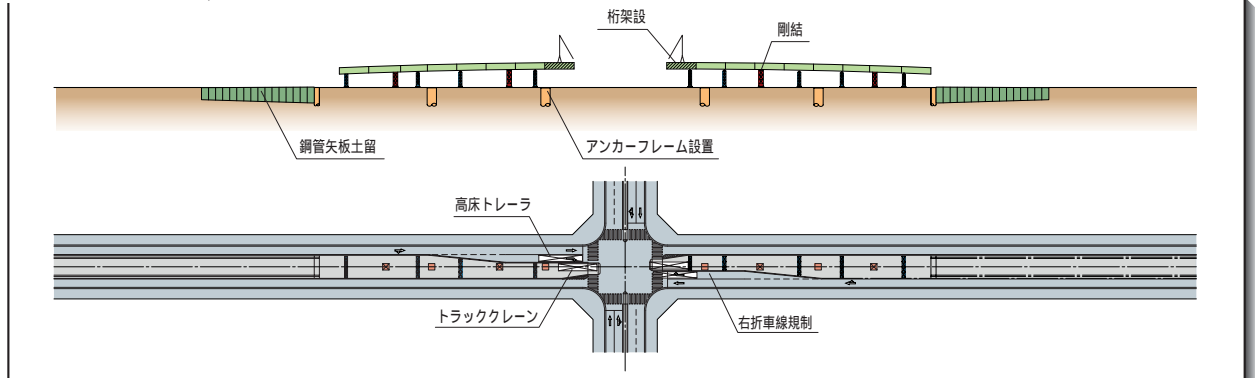 桁架設
剛結
鋼管矢板土留
アンカーフレーム設置
高床トレーラ
トラッククレーン
右折車線規制